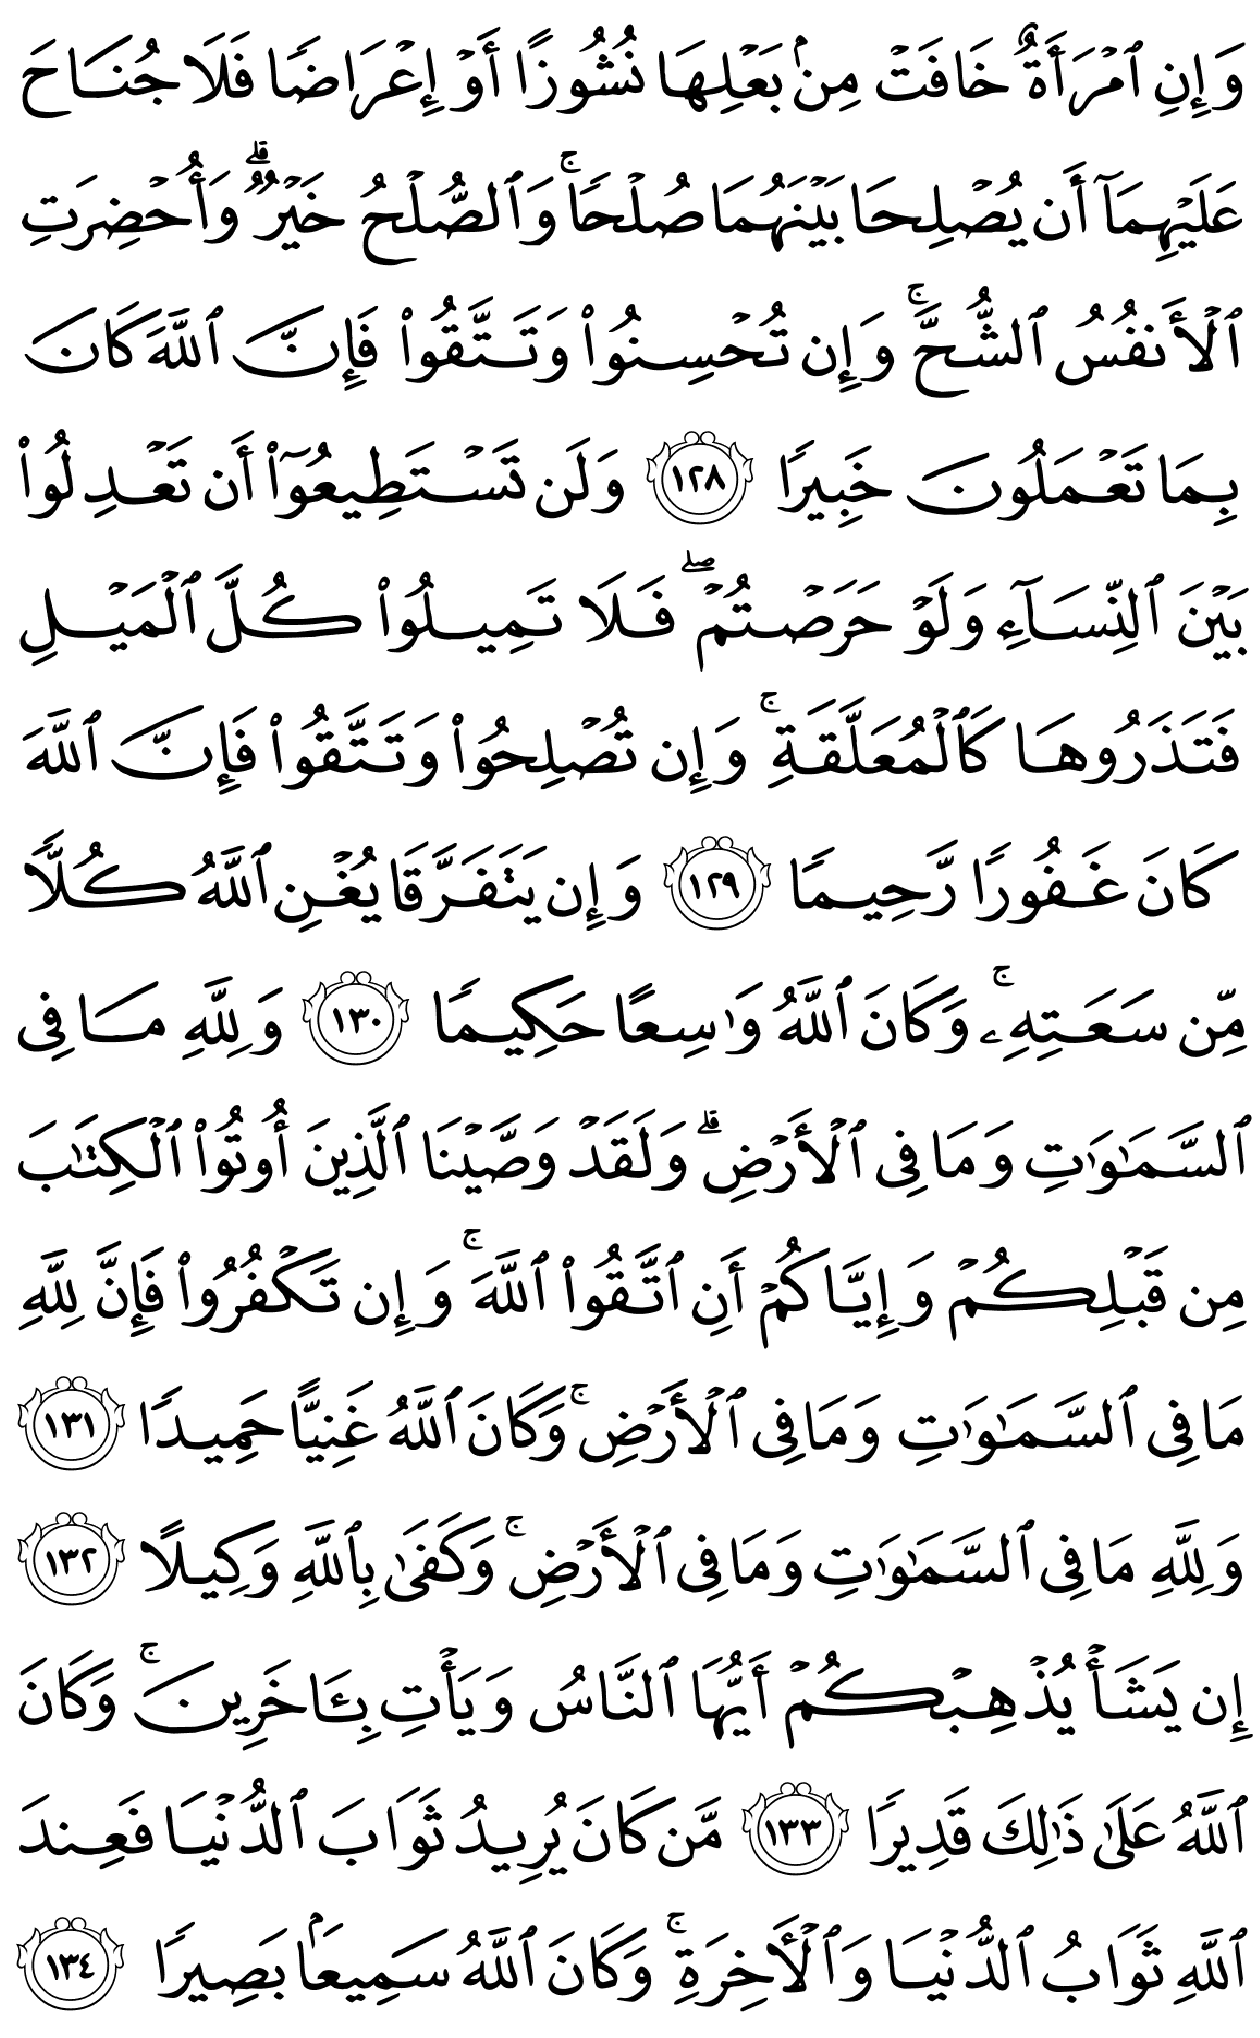 وَإِنِ ٱمْرَأَةٌ خَافَتْ مِنۢ بَعْلِهَا نُشُوزًا أَوْ إِعْرَاضًا فَلَا جُنَاحَ
عَلَيْهِمَآ أَن يُصْلِحَا بَيْنَهُمَا صُلْحًا ۚ وَٱلصُّلْحُ خَيْرٌ ۗ وَأُحْضِرَتِ
ٱلْأَنفُسُ ٱلشُّحَّ ۚ وَإِن تُحْسِنُوا۟ وَتَتَّقُوا۟ فَإِنَّ ٱللَّهَ كَانَ
بِمَا تَعْمَلُونَ خَبِيرًا ١٢٨ وَلَن تَسْتَطِيعُوٓا۟ أَن تَعْدِلُوا۟
بَيْنَ ٱلنِّسَآءِ وَلَوْ حَرَصْتُمْ ۖ فَلَا تَمِيلُوا۟ كُلَّ ٱلْمَيْلِ
فَتَذَرُوهَا كَٱلْمُعَلَّقَةِ ۚ وَإِن تُصْلِحُوا۟ وَتَتَّقُوا۟ فَإِنَّ ٱللَّهَ
كَانَ غَفُورًا رَّحِيمًا ١٢٩ وَإِن يَتَفَرَّقَا يُغْنِ ٱللَّهُ كُلًّا
مِّن سَعَتِهِۦ ۚ وَكَانَ ٱللَّهُ وَٰسِعًا حَكِيمًا ١٣٠ وَلِلَّهِ مَا فِى
ٱلسَّمَـٰوَٰتِ وَمَا فِى ٱلْأَرْضِ ۗ وَلَقَدْ وَصَّيْنَا ٱلَّذِينَ أُوتُوا۟ ٱلْكِتَـٰبَ
مِن قَبْلِكُمْ وَإِيَّاكُمْ أَنِ ٱتَّقُوا۟ ٱللَّهَ ۚ وَإِن تَكْفُرُوا۟ فَإِنَّ لِلَّهِ
مَا فِى ٱلسَّمَـٰوَٰتِ وَمَا فِى ٱلْأَرْضِ ۚ وَكَانَ ٱللَّهُ غَنِيًّا حَمِيدًا ١٣١
وَلِلَّهِ مَا فِى ٱلسَّمَـٰوَٰتِ وَمَا فِى ٱلْأَرْضِ ۚ وَكَفَىٰ بِٱللَّهِ وَكِيلًا ١٣٢
إِن يَشَأْ يُذْهِبْكُمْ أَيُّهَا ٱلنَّاسُ وَيَأْتِ بِـَٔاخَرِينَ ۚ وَكَانَ
ٱللَّهُ عَلَىٰ ذَٰلِكَ قَدِيرًا ١٣٣ مَّن كَانَ يُرِيدُ ثَوَابَ ٱلدُّنْيَا فَعِندَ
ٱللَّهِ ثَوَابُ ٱلدُّنْيَا وَٱلْـَٔاخِرَةِ ۚ وَكَانَ ٱللَّهُ سَمِيعًۢا بَصِيرًا ١٣٤